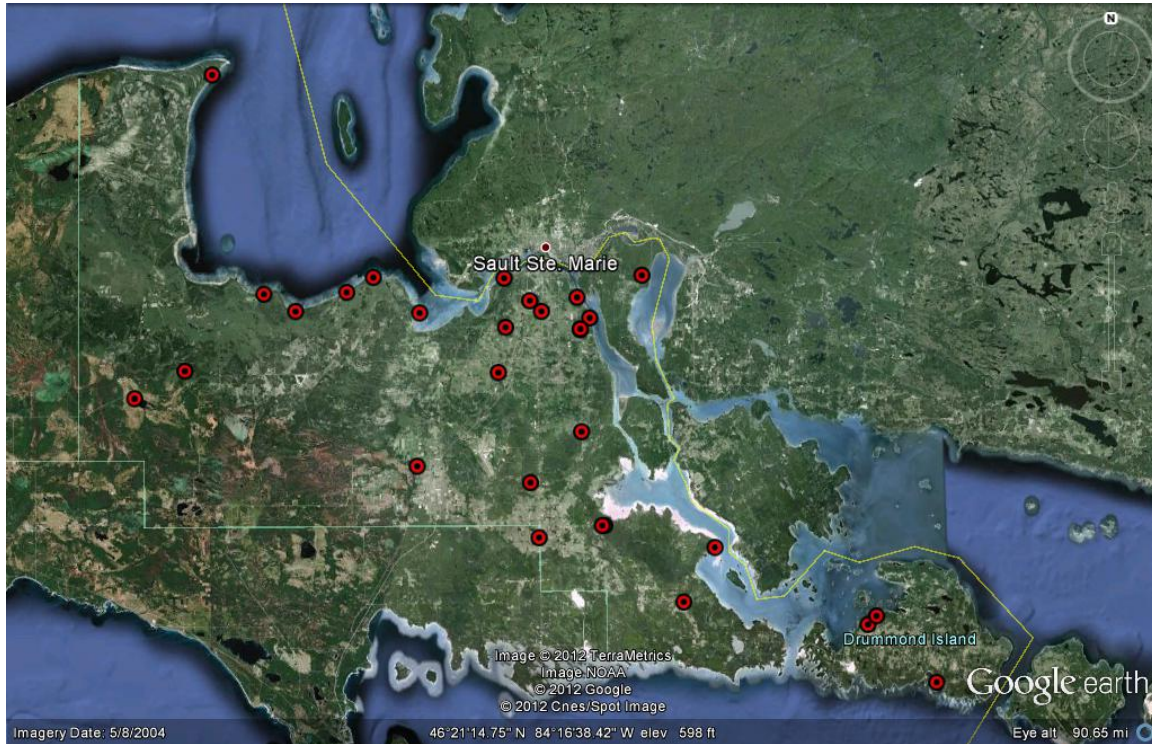 N
Sault Ste. Marie
Drummond Island
Image © 2012 TerraMetrics
Image NOAA
© 2012 Google
© 2012 Cnes/Spot Image
Google earth
Imagery Date: 5/8/2004 46°21'14.75" N 84°16'38.42" W elev 598 ft Eye alt 90.65 mi